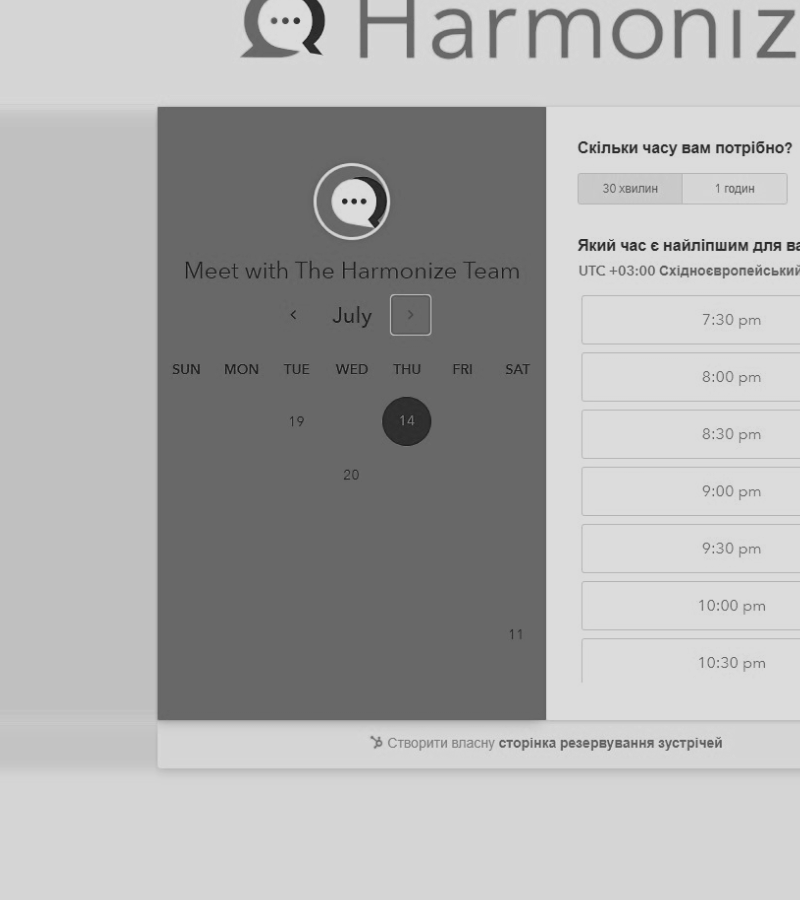 Harmoniz
Meet with The Harmonize Team
July
SUN MON TUE WED THU FRI SAT
19 14
20
11
Скільки часу вам потрібно?
30 хвилин 1 годин
Який час є найліпшим для ва
UTC +03:00 Східноєвропейський
7:30 pm
8:00 pm
8:30 pm
9:00 pm
9:30 pm
10:00 pm
10:30 pm
Створити власну сторінка резервування зустрічей